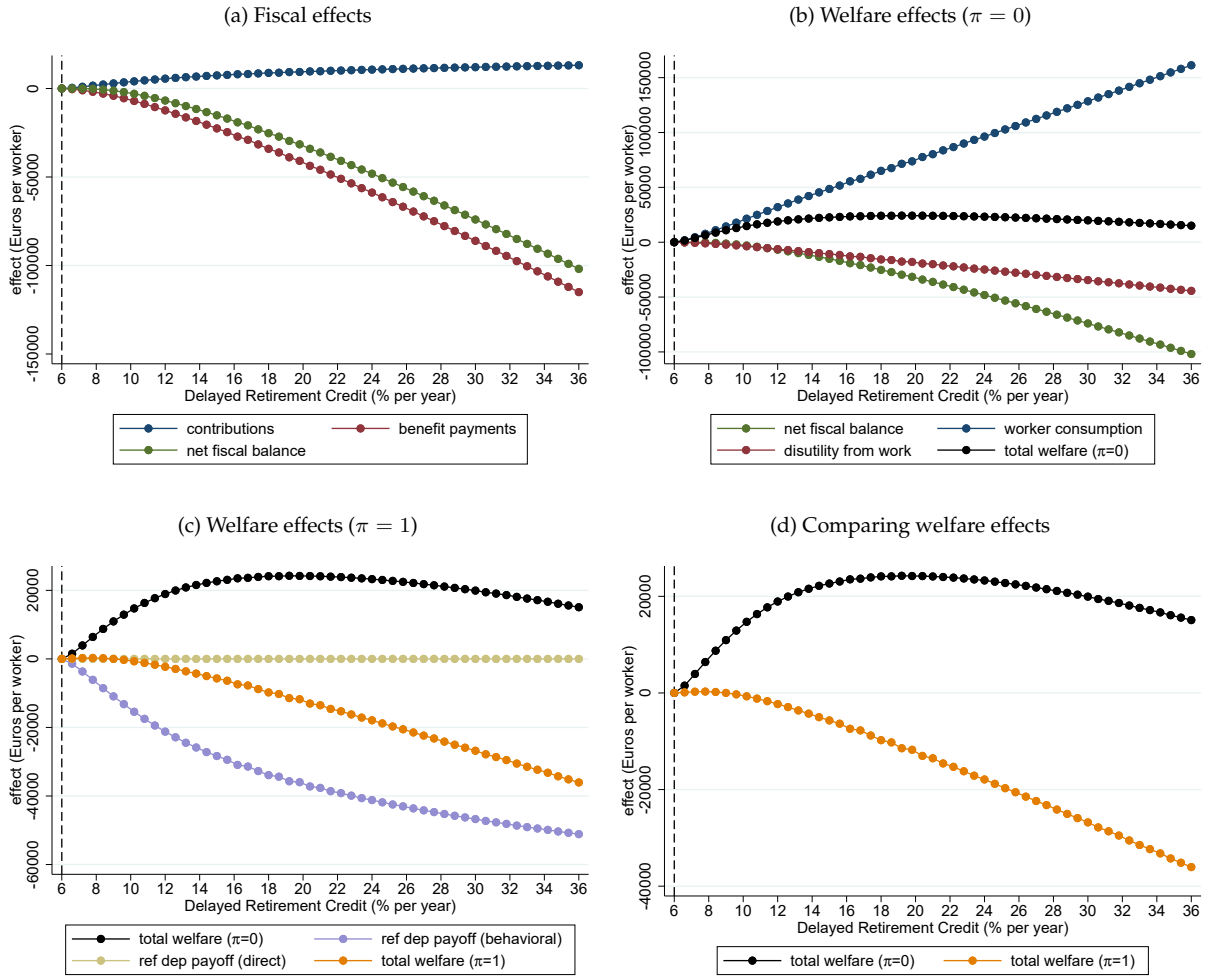 (a) Fiscal effects
effect (Euros per worker)
0
-50000
-100000
-150000
6 8 10 12 14 16 18 20 22 24 26 28 30 32 34 36
Delayed Retirement Credit (% per year)
contributions
benefit payments
net fiscal balance
(b) Welfare effects (π = 0)
effect (Euros per worker)
150000
100000
50000
0
-50000
-100000
6 8 10 12 14 16 18 20 22 24 26 28 30 32 34 36
Delayed Retirement Credit (% per year)
net fiscal balance
worker consumption
disutility from work
total welfare (π=0)
(c) Welfare effects (π = 1)
effect (Euros per worker)
20000
0
-20000
-40000
-60000
6 8 10 12 14 16 18 20 22 24 26 28 30 32 34 36
Delayed Retirement Credit (% per year)
total welfare (π=0)
ref dep payoff (behavioral)
ref dep payoff (direct)
total welfare (π=1)
(d) Comparing welfare effects
effect (Euros per worker)
20000
0
-20000
-40000
6 8 10 12 14 16 18 20 22 24 26 28 30 32 34 36
Delayed Retirement Credit (% per year)
total welfare (π=0)
total welfare (π=1)